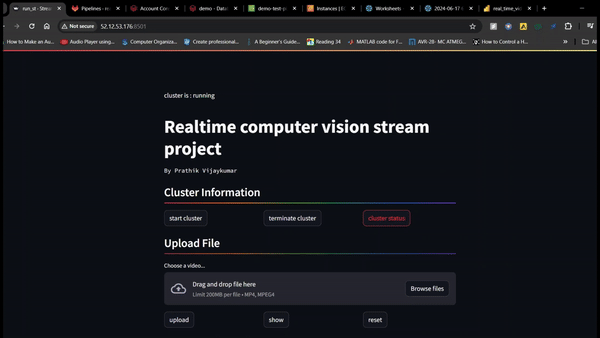 run_st - Strea
Pipelines -
Account Con
demo - Data
demo-test-p
Instances | E
Worksheets
2024-06-17
real_time_vi
Not secure 52.12.53.176:8501
How to Make an Au...
Audio Player using...
Computer Organiza...
Create professional...
A Beginner's Guide...
Reading 34
MATLAB code for F...
AVR-28- MC ATMEG...
How to Control a H...
»
cluster is : running
Realtime computer vision stream
project
By Prathik Vijaykumar
Cluster Information
start cluster
terminate cluster
cluster status
Upload File
Choose a video...
Drag and drop file here
Limit 200MB per file • MP4, MPEG4
Browse files
upload
show
reset